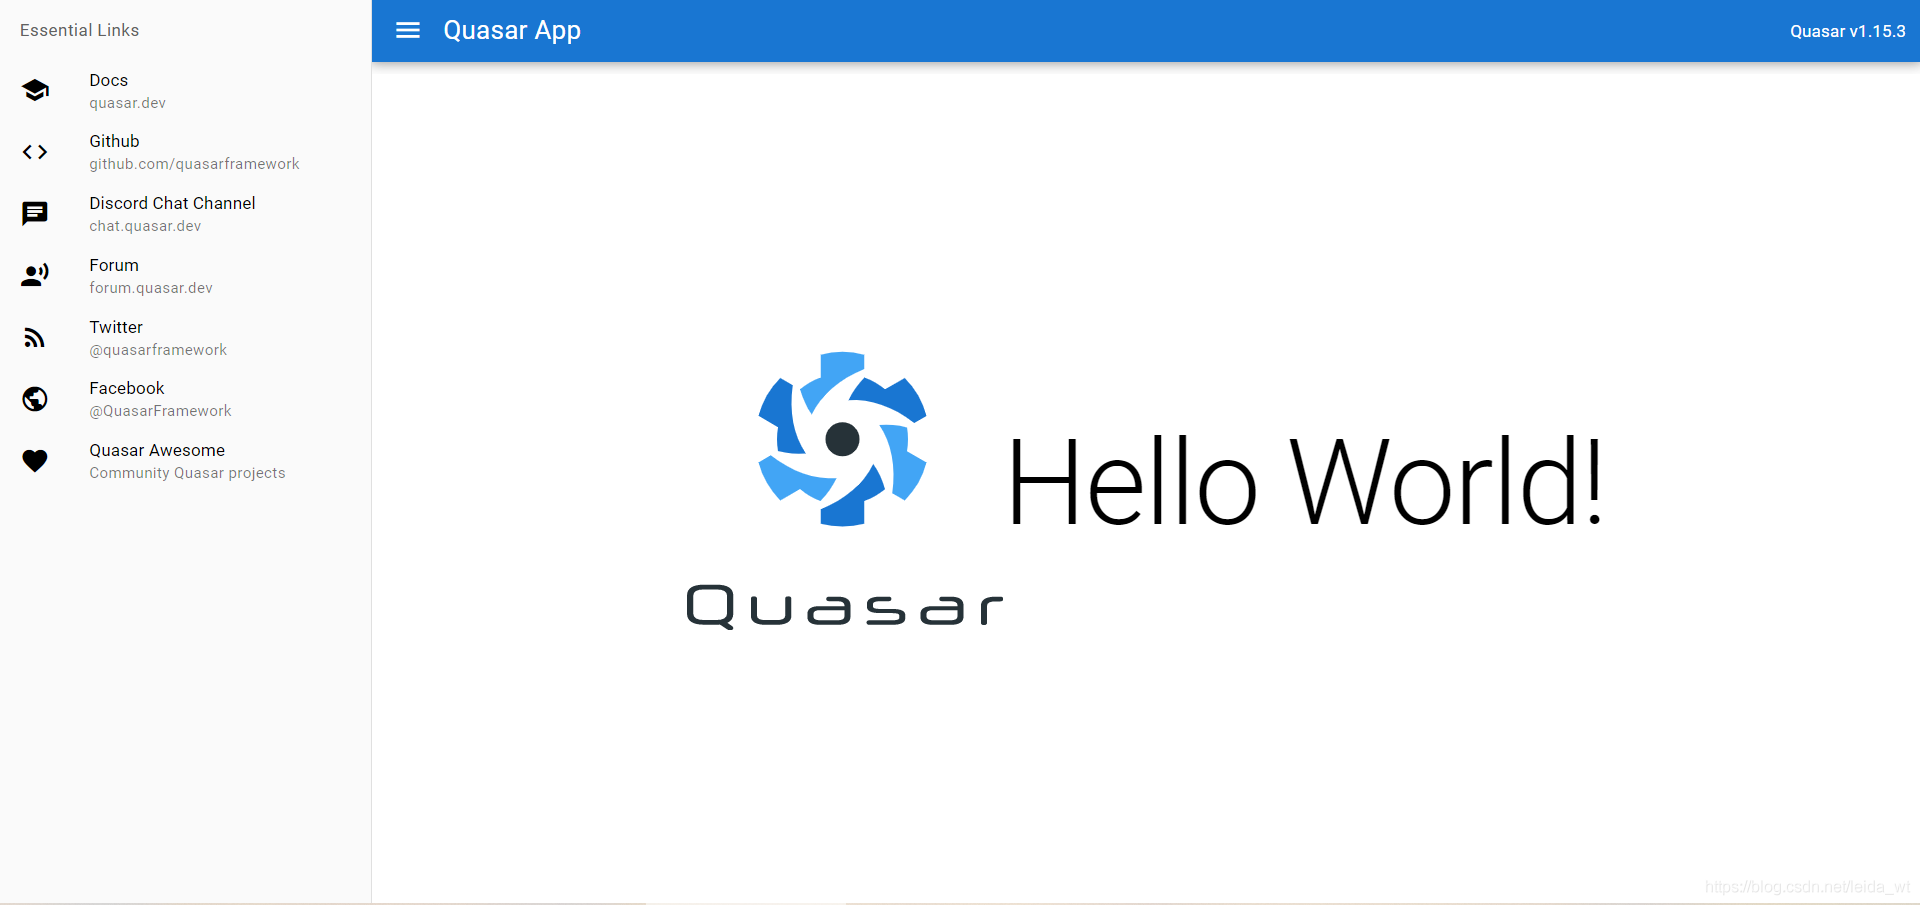 Essential Links
Docs
quasar.dev
Github
github.com/quasarframework
Discord Chat Channel
chat.quasar.dev
Forum
forum.quasar.dev
Twitter
@quasarframework
Facebook
@QuasarFramework
Quasar Awesome
Community Quasar projects
Quasar App
Quasar v1.15.3
Hello World!
Quasar
https://blog.csdn.net/leida_wt